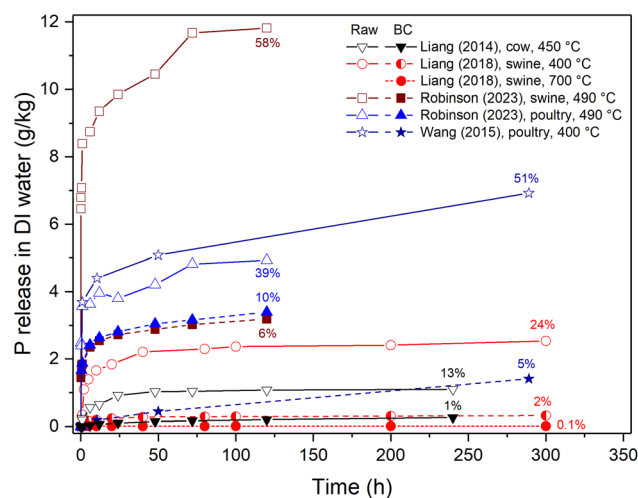 12
10
8
6
4
2
0
P release in DI water (g/kg)
Raw BC
Liang (2014), cow, 450 °C
Liang (2018), swine, 400 °C
Liang (2018), swine, 700 °C
Robinson (2023), swine, 490 °C
Robinson (2023), poultry, 490 °C
Wang (2015), poultry, 400 °C
58%
51%
39%
10%
6%
24%
13%
5%
1%
2%
0.1%
0 50 100 150 200 250 300 350
Time (h)